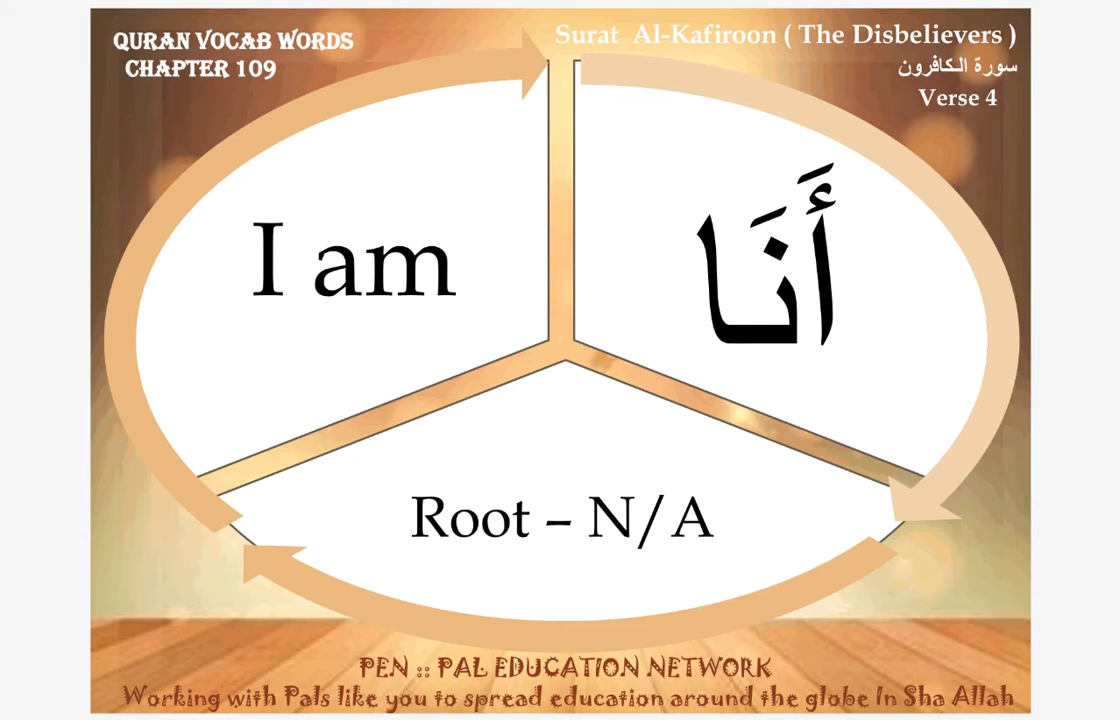 QURAN VOCAB WORDS
CHAPTER 109
Surat Al-Kafiroon ( The Disbelievers )
سورة الكافرون
Verse 4
I am
أَنَا
Root – N/A
PEN :: PAL EDUCATION NETWORK
Working with Pals like you to spread education around the globe In Sha Allah